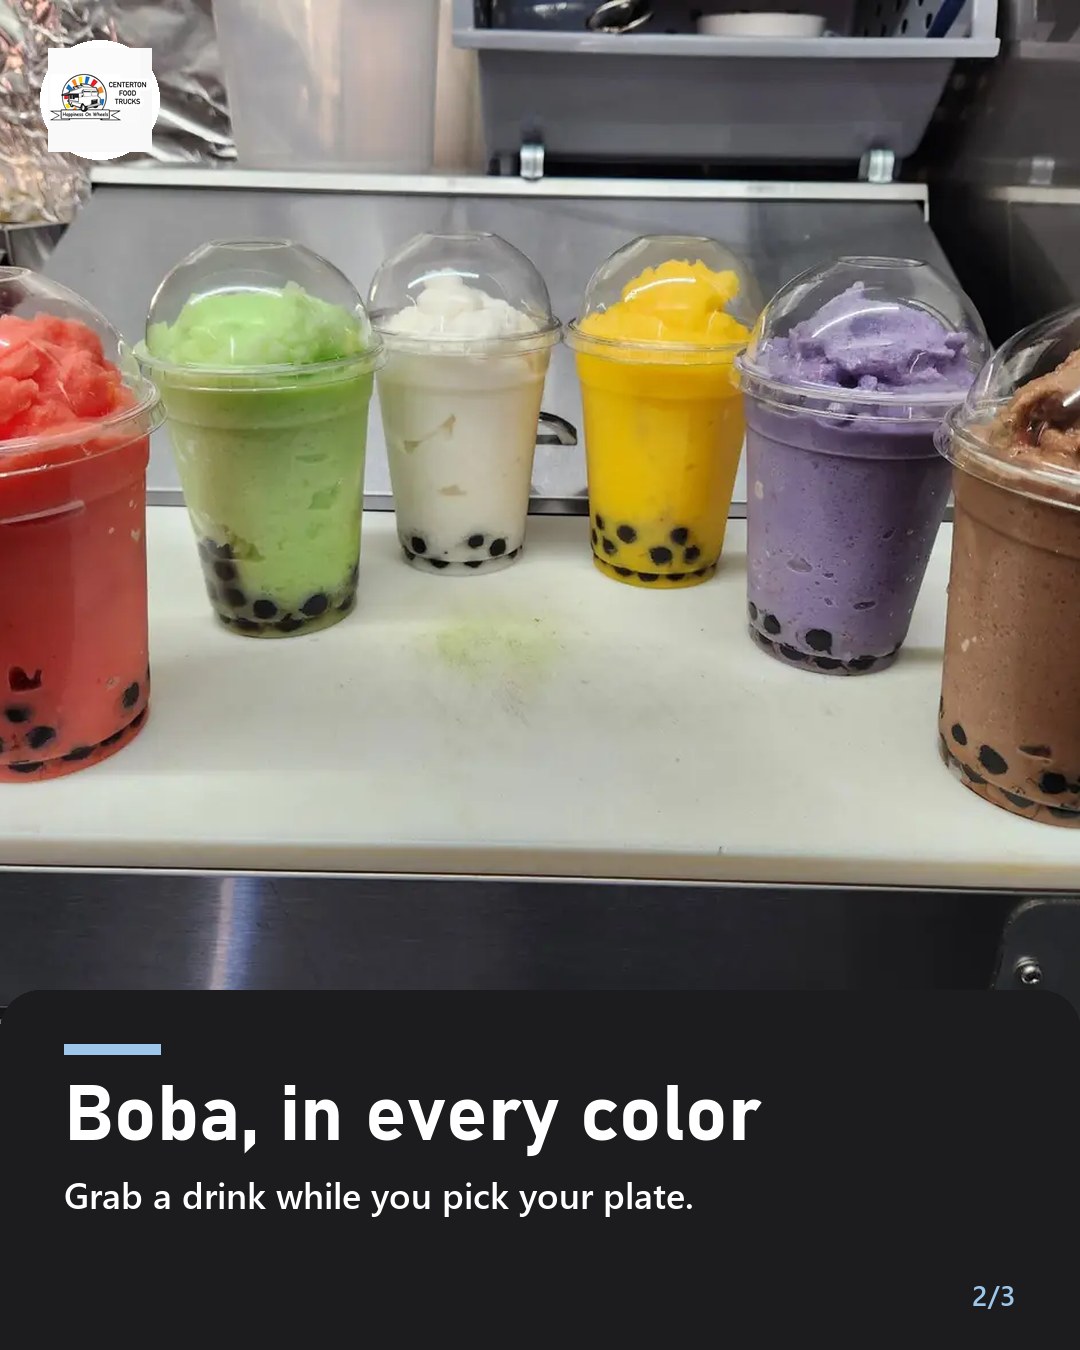 CENTERTON
FOOD
TRUCKS
Happiness On Wheels
Boba, in every color
Grab a drink while you pick your plate.
2/3